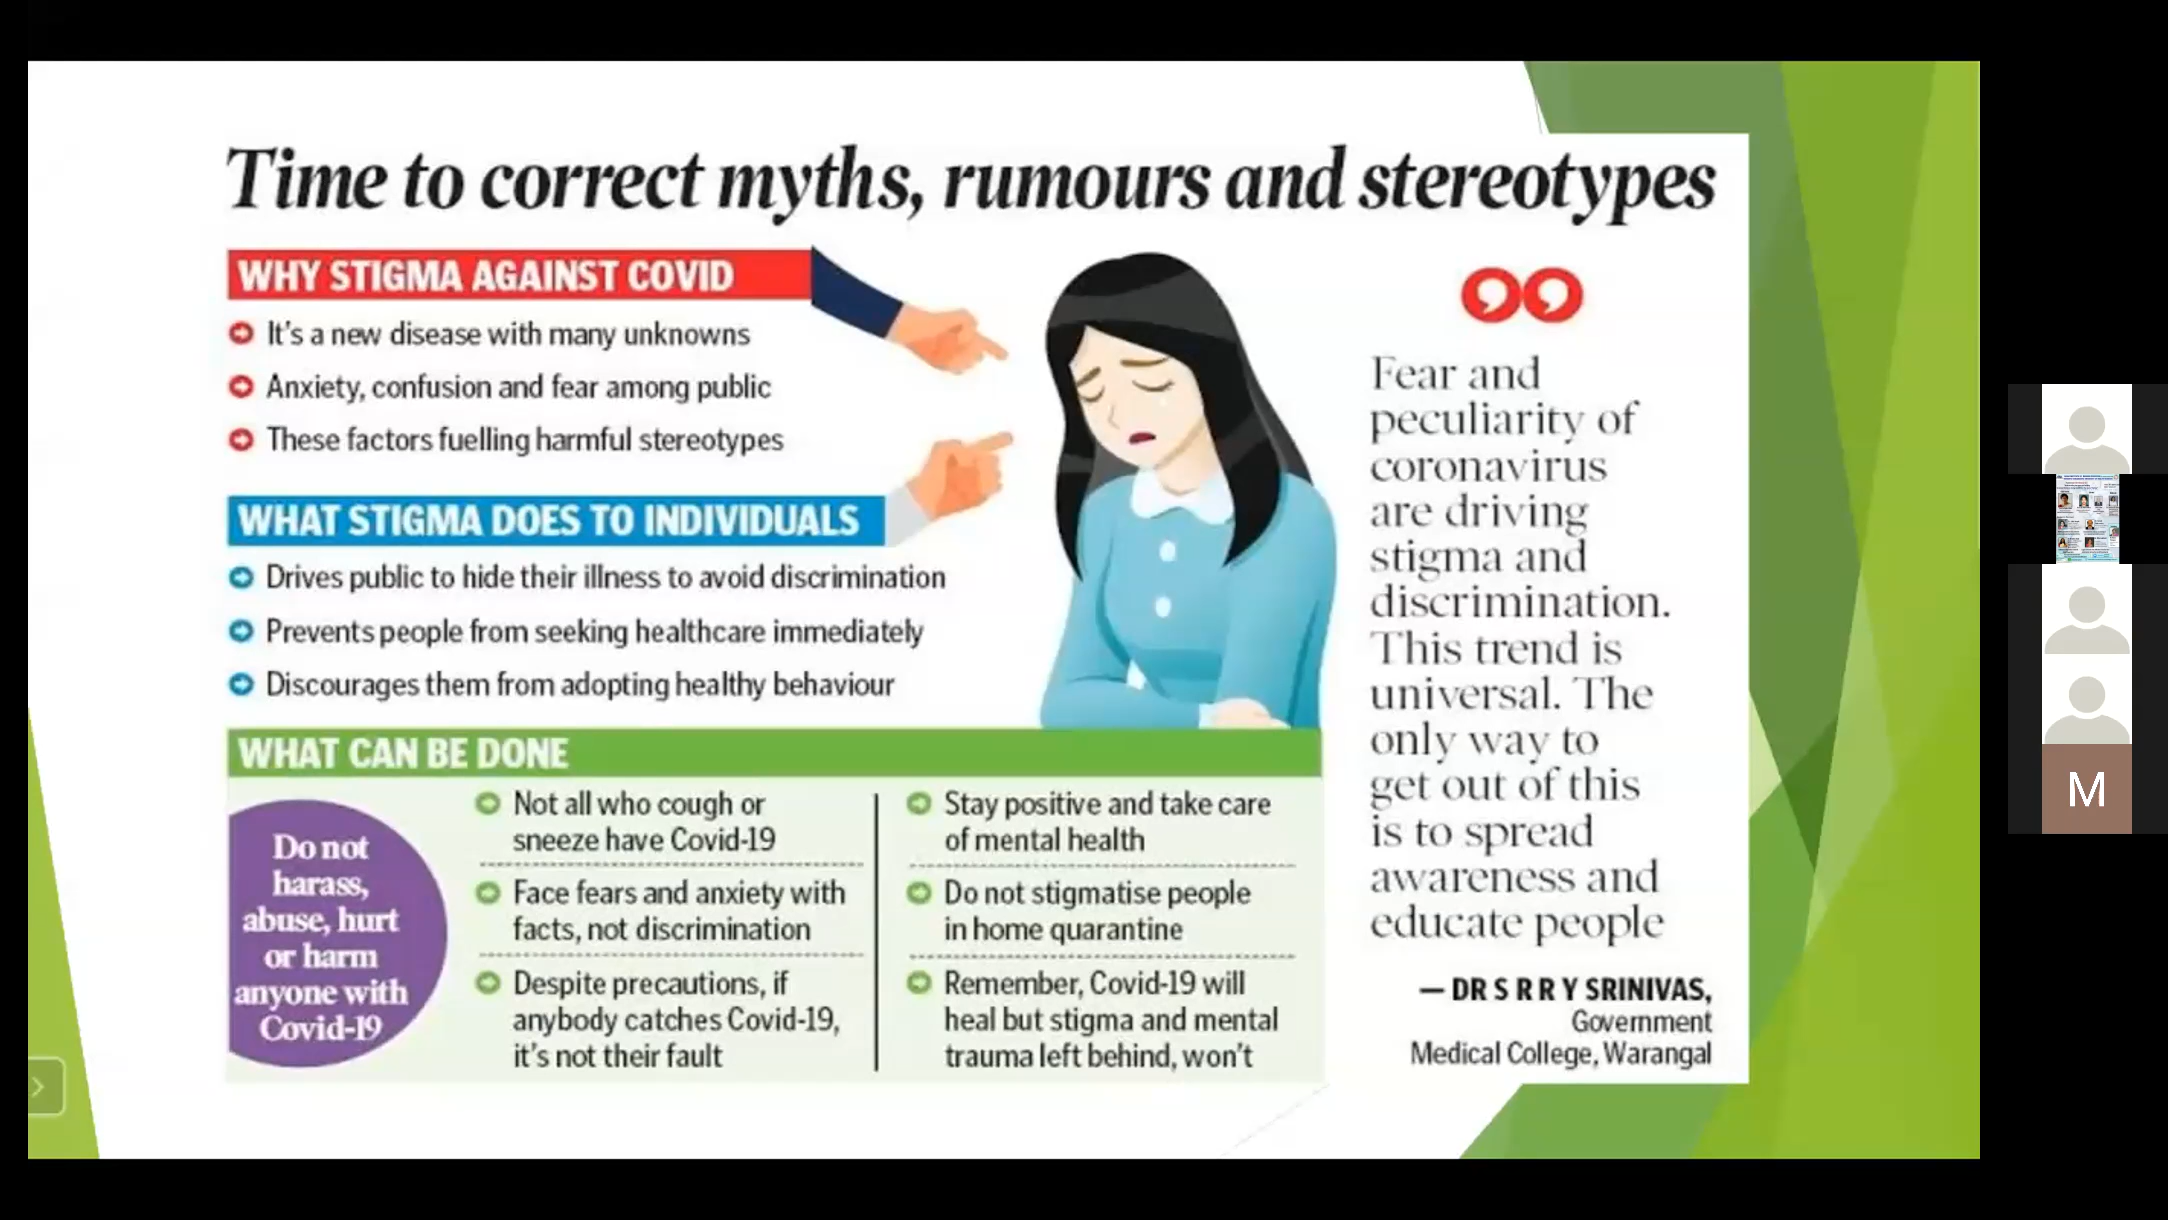 Time to correct myths, rumours and stereotypes
WHY STIGMA AGAINST COVID
It's a new disease with many unknowns
Anxiety, confusion and fear among public
These factors fuelling harmful stereotypes
WHAT STIGMA DOES TO INDIVIDUALS
Drives public to hide their illness to avoid discrimination
Prevents people from seeking healthcare immediately
Discourages them from adopting healthy behaviour
WHAT CAN BE DONE
Do not
harass,
abuse, hurt
or harm
anyone with
Covid-19
Not all who cough or
sneeze have Covid-19
Face fears and anxiety with
facts, not discrimination
Despite precautions, if
anybody catches Covid-19,
it's not their fault
Stay positive and take care
of mental health
Do not stigmatise people
in home quarantine
Remember, Covid-19 will
heal but stigma and mental
trauma left behind, won't
Fear and
peculiarity of
coronavirus
are driving
stigma and
discrimination.
This trend is
universal. The
only way to
get out of this
is to spread
awareness and
educate people
— DR S R R Y SRINIVAS,
Government
Medical College, Warangal
M